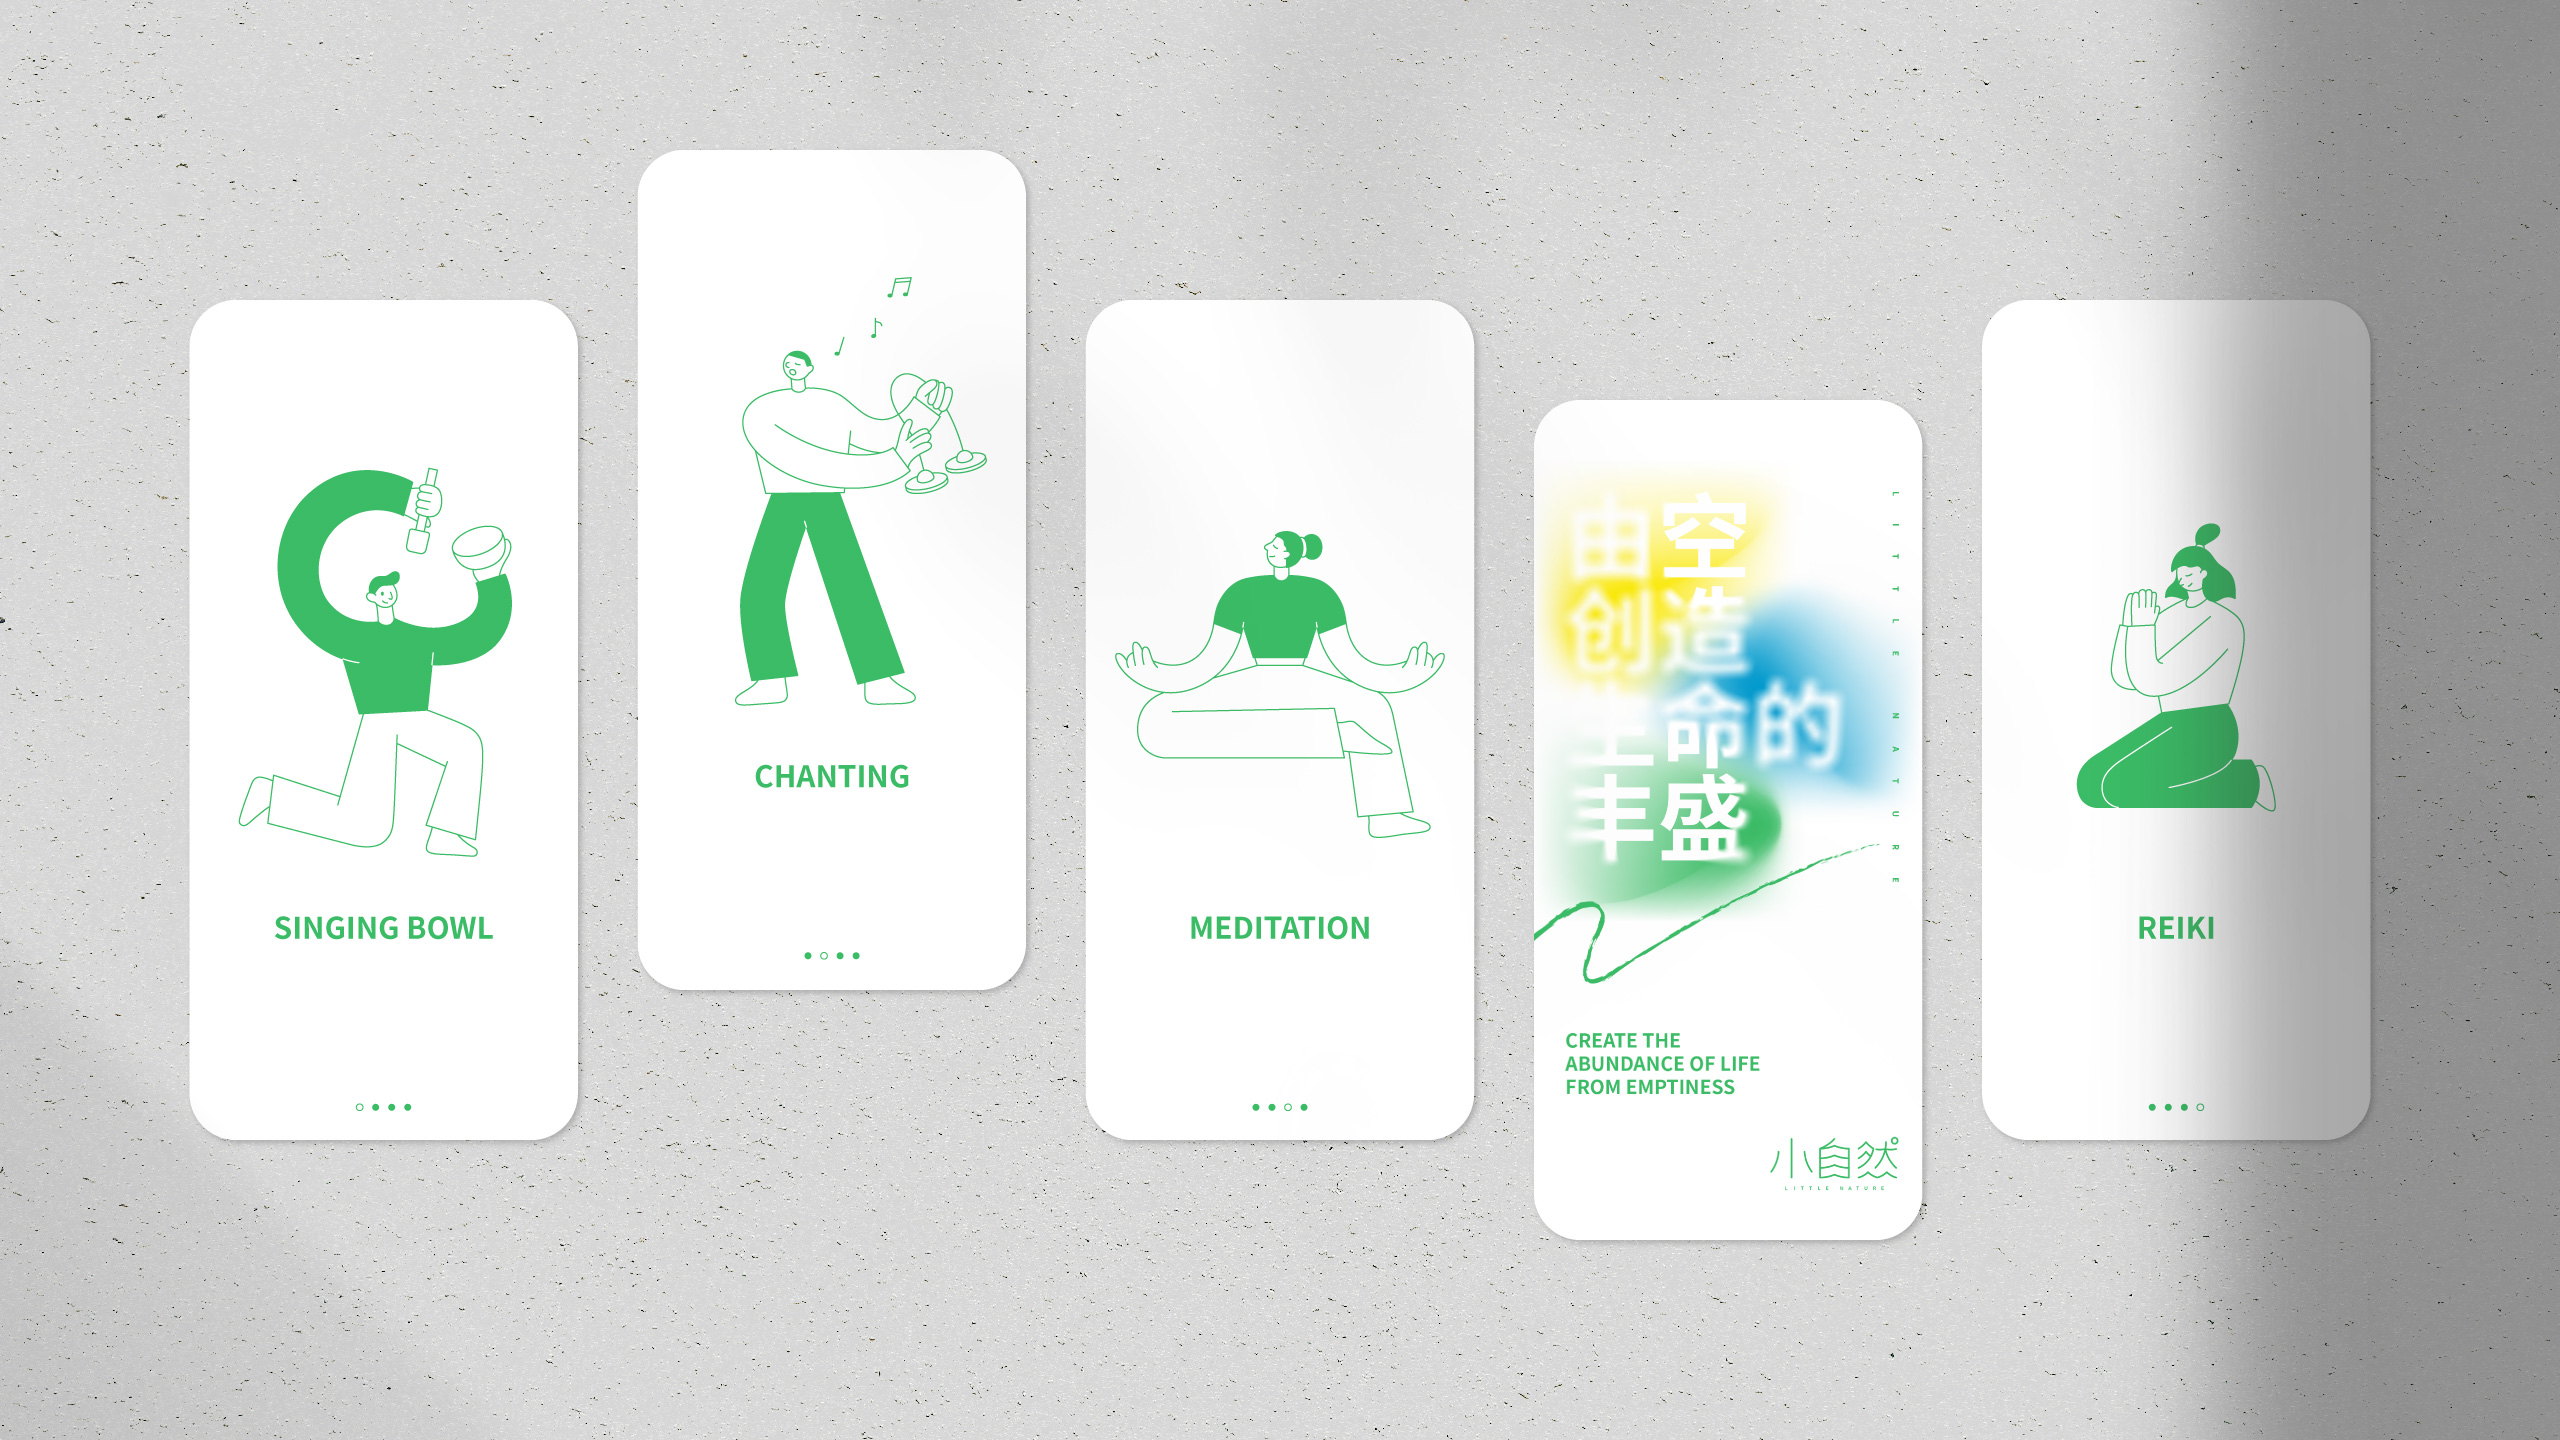 SINGING BOWL
CHANTING
MEDITATION
由空
创造
生命的
丰盛
LITTLE NATURE
CREATE THE
ABUNDANCE OF LIFE
FROM EMPTINESS
小自然
LITTLE NATURE
REIKI